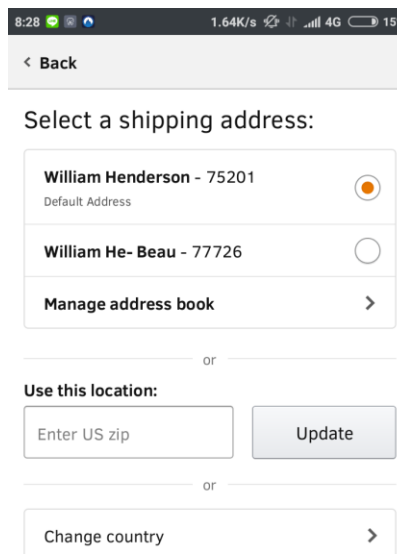 8:28 1.64K/s 4G 15
Back
Select a shipping address:
William Henderson - 75201
Default Address
William He- Beau - 77726
Manage address book
or
Use this location:
Enter US zip Update
or
Change country